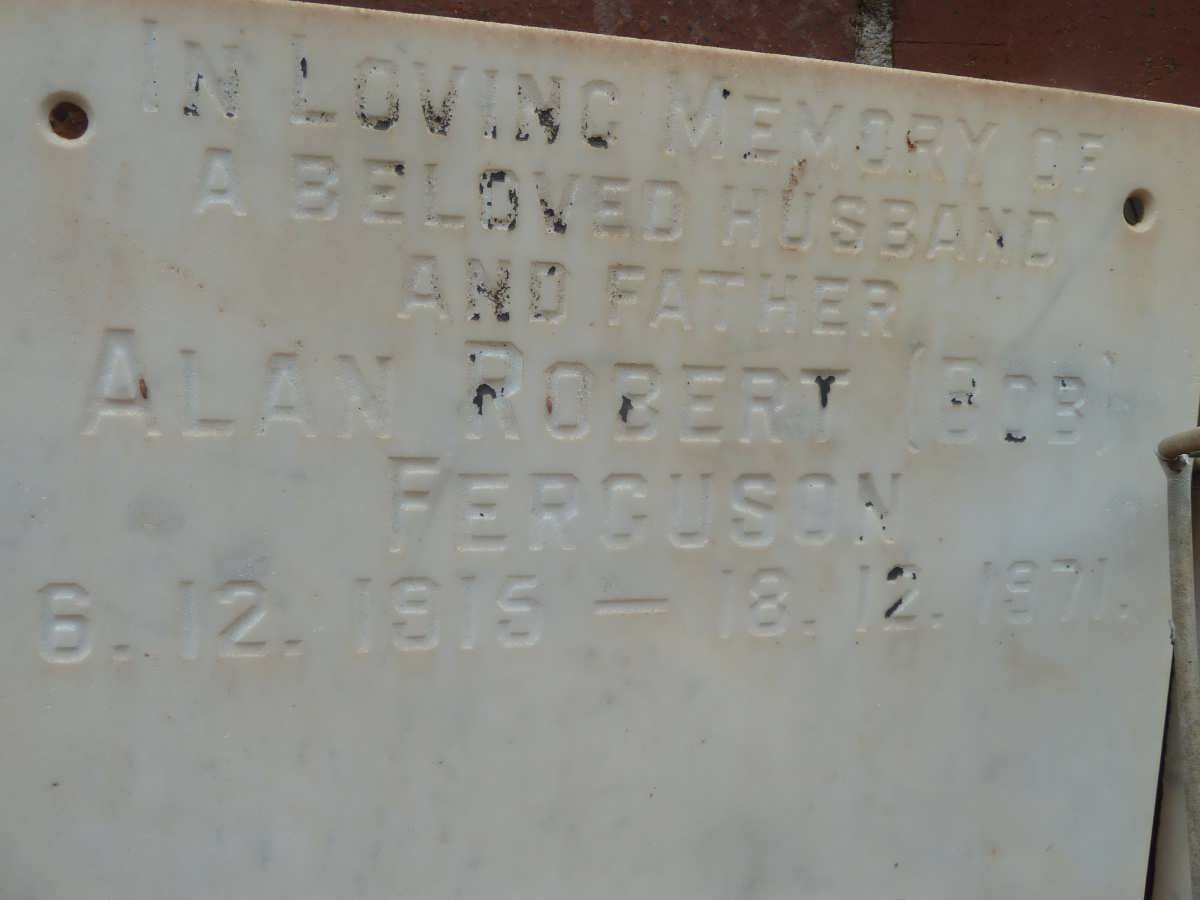 IN LOVING MEMORY OF
A BELOVED HUSBAND
AND FATHER
ALAN ROBERT (BOB)
FERGUSON
6. 12. 1915 — 18. 12. 1971.